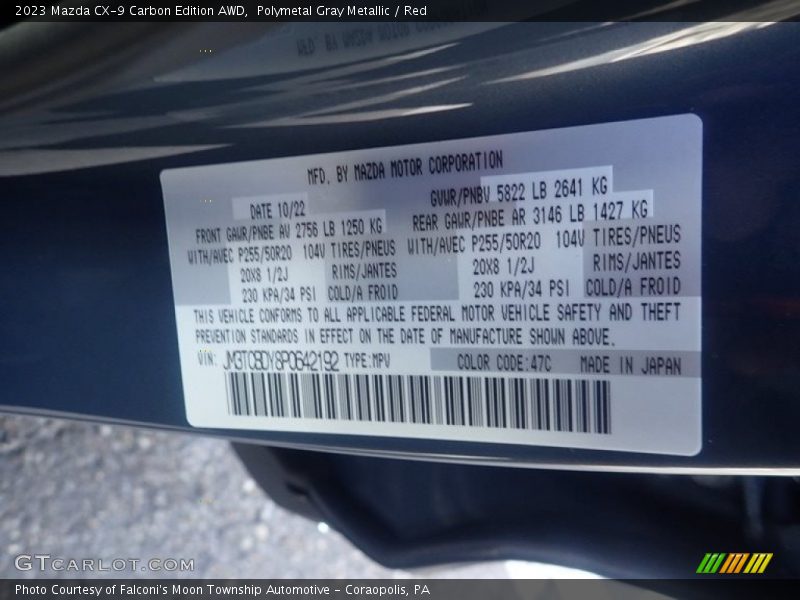 2023 Mazda CX-9 Carbon Edition AWD, Polymetal Gray Metallic / Red
MFD. BY MAZDA MOTOR CORPORATION
DATE 10/22 GVWR/PNBV 5822 LB 2641 KG
FRONT GAWR/PNBE AV 2756 LB 1250 KG REAR GAWR/PNBE AR 3146 LB 1427 KG
WITH/AVEC P255/50R20 104V TIRES/PNEUS WITH/AVEC P255/50R20 104V TIRES/PNEUS
20X8 1/2J RIMS/JANTES 20X8 1/2J RIMS/JANTES
230 KPA/34 PSI COLD/A FROID 230 KPA/34 PSI COLD/A FROID
THIS VEHICLE CONFORMS TO ALL APPLICABLE FEDERAL MOTOR VEHICLE SAFETY AND THEFT
PREVENTION STANDARDS IN EFFECT ON THE DATE OF MANUFACTURE SHOWN ABOVE.
VIN: JM3TCBDY8P0642192 TYPE:MPV COLOR CODE:47C MADE IN JAPAN
GTCARLOT.COM
Photo Courtesy of Falconi's Moon Township Automotive - Coraopolis, PA